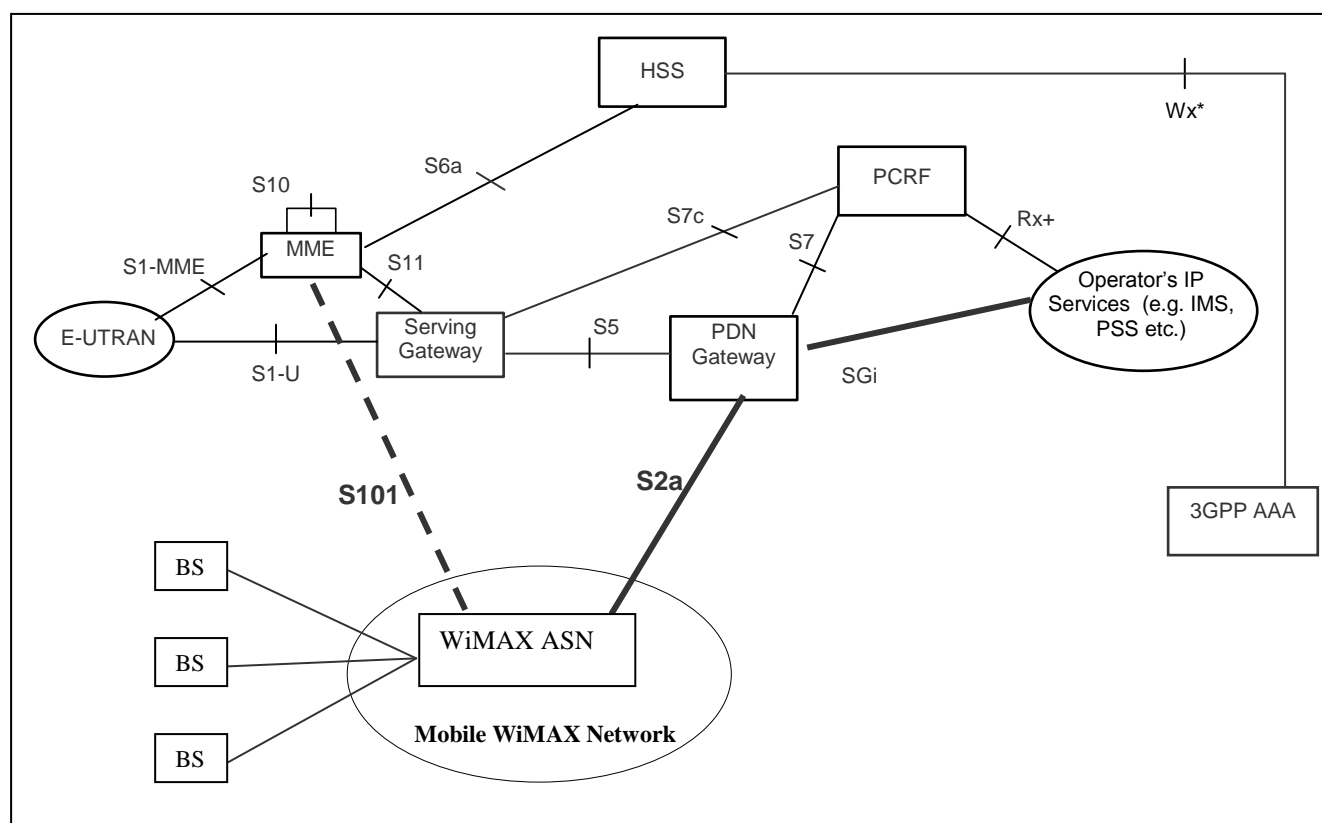 HSS
Wx*
S6a
PCRF
S10
S7c
Rx+
MME
S7
S1-MME
S11
Operator's IP
Services (e.g. IMS,
PSS etc.)
E-UTRAN
Serving
Gateway
S5
PDN
Gateway
S1-U
SGi
S101
S2a
3GPP AAA
BS
WiMAX ASN
BS
Mobile WiMAX Network
BS